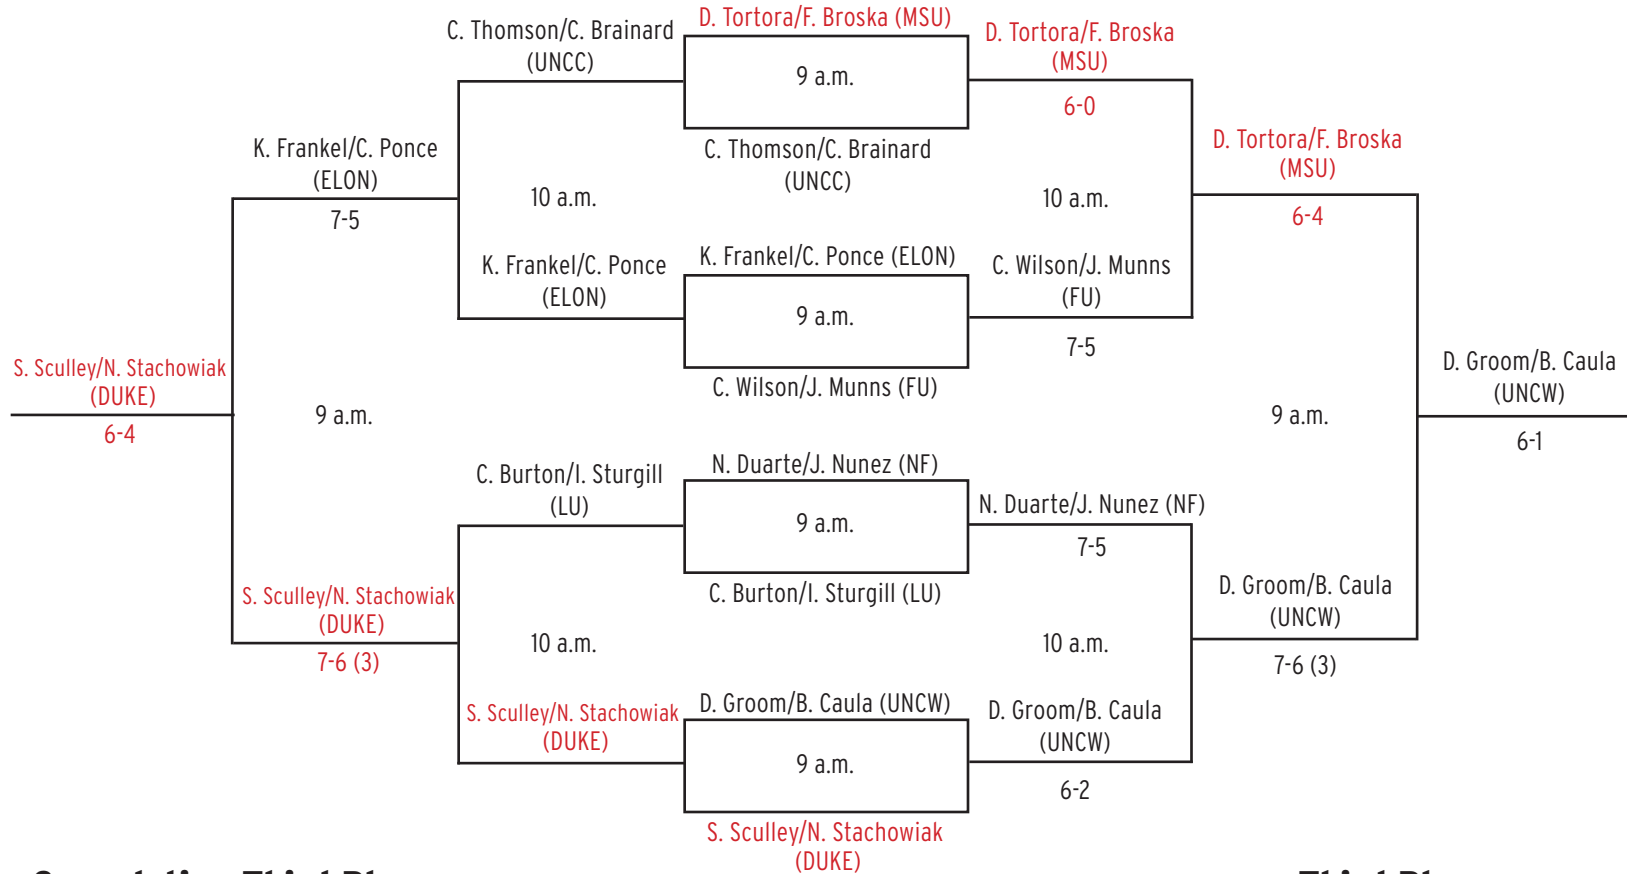 C. Thomson/C. Brainard
(UNCC)
D. Tortora/F. Broska (MSU)
D. Tortora/F. Broska
(MSU)
9 a.m.
6-0
K. Frankel/C. Ponce
(ELON)
7-5
C. Thomson/C. Brainard
(UNCC)
D. Tortora/F. Broska
(MSU)
6-4
10 a.m.
10 a.m.
K. Frankel/C. Ponce
(ELON)
K. Frankel/C. Ponce (ELON)
C. Wilson/J. Munns
(FU)
9 a.m.
7-5
C. Wilson/J. Munns (FU)
S. Sculley/N. Stachowiak
(DUKE)
6-4
9 a.m.
9 a.m.
D. Groom/B. Caula
(UNCW)
6-1
C. Burton/I. Sturgill
(LU)
N. Duarte/J. Nunez (NF)
N. Duarte/J. Nunez (NF)
9 a.m.
7-5
C. Burton/I. Sturgill (LU)
S. Sculley/N. Stachowiak
(DUKE)
7-6 (3)
10 a.m.
10 a.m.
D. Groom/B. Caula
(UNCW)
7-6 (3)
S. Sculley/N. Stachowiak
(DUKE)
D. Groom/B. Caula (UNCW)
D. Groom/B. Caula
(UNCW)
9 a.m.
6-2
S. Sculley/N. Stachowiak
(DUKE)